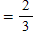 = 2/3